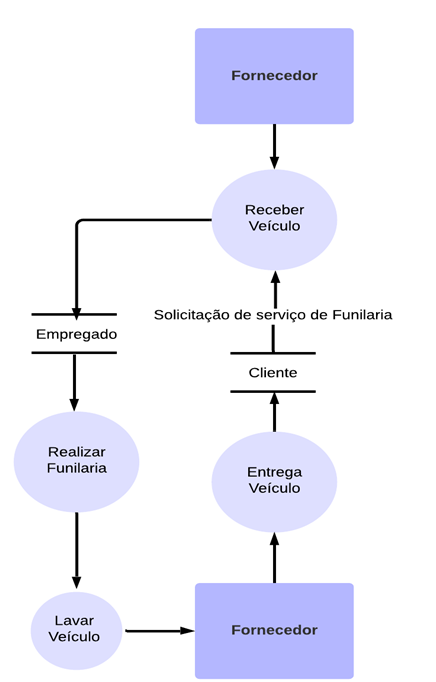 Fornecedor
Receber
Veículo
Solicitação de serviço de Funilaria
Empregado
Cliente
Realizar
Funilaria
Entrega
Veículo
Lavar
Veículo
Fornecedor